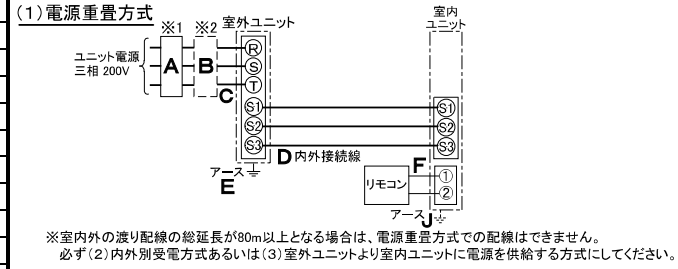 (1)電源重畳方式
※1 ※2 室外ユニット
室内
ユニット
ユニット電源
三相 200V
A B C
R
S
T
S1 S1
S2 S2
S3 S3
D 内外接続線
アース
E
リモコン
F
①
②
アース J
※室内外の渡り配線の総延長が80m以上となる場合は、電源重畳方式での配線はできません。
必ず(2)内外別受電方式あるいは(3)室外ユニットより室内ユニットに電源を供給する方式にしてください。